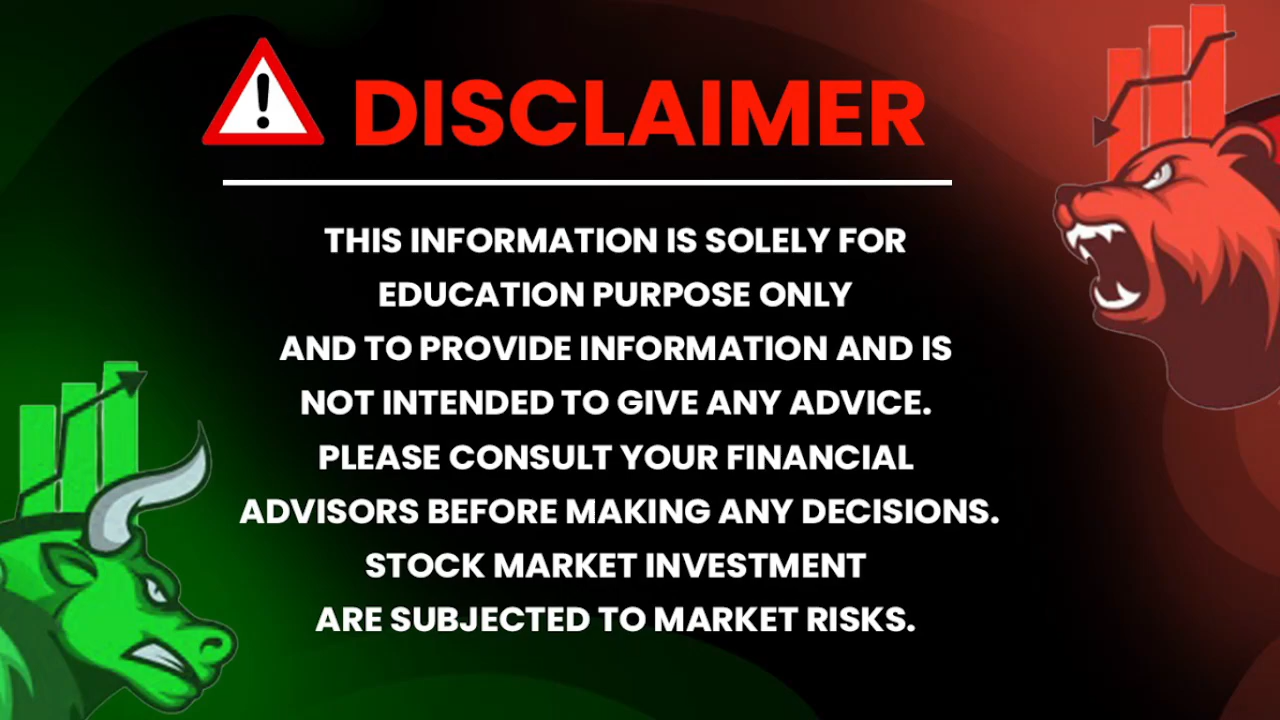 DISCLAIMER
THIS INFORMATION IS SOLELY FOR
EDUCATION PURPOSE ONLY
AND TO PROVIDE INFORMATION AND IS
NOT INTENDED TO GIVE ANY ADVICE.
PLEASE CONSULT YOUR FINANCIAL
ADVISORS BEFORE MAKING ANY DECISIONS.
STOCK MARKET INVESTMENT
ARE SUBJECTED TO MARKET RISKS.